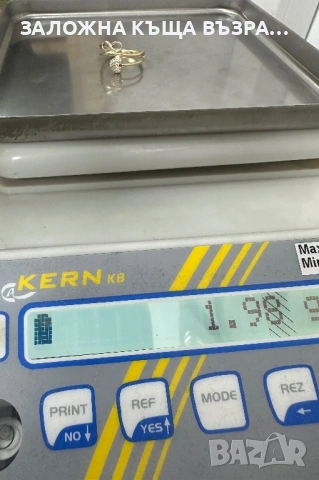 ЗАЛОЖНА КЪЩА ВЪЗРА...
Max
Min
KERN KB
1.98 g
PRINT
NO
REF
YES
MODE
REZ
BAZAR